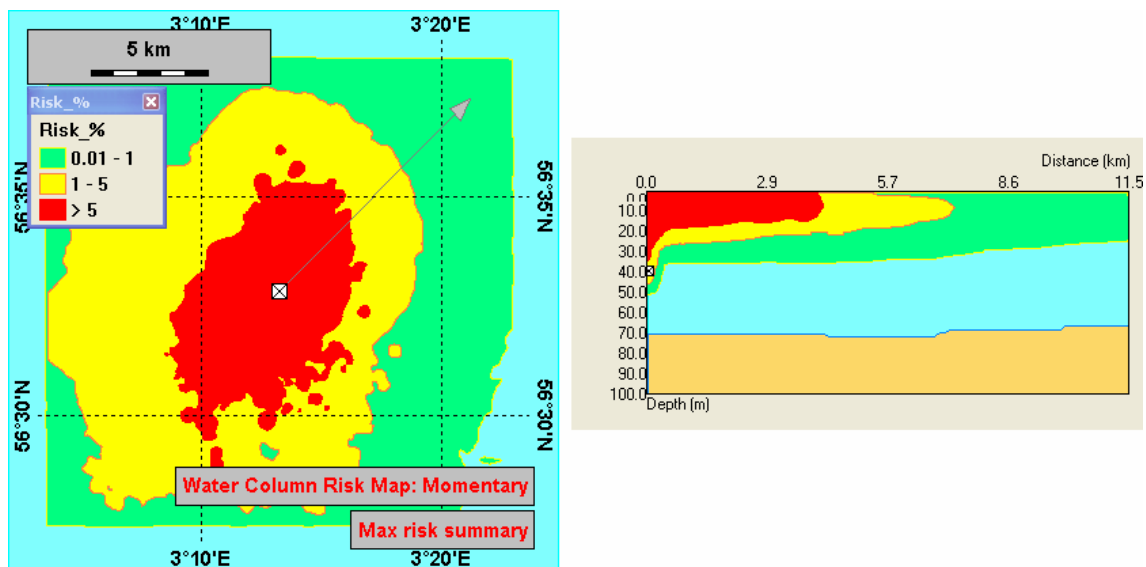 3°10'E 3°20'E
5 km
Risk_%
Risk_%
0.01 - 1
1 - 5
> 5
56°35'N
56°35'N
56°30'N
56°30'N
Water Column Risk Map: Momentary
Max risk summary
3°10'E 3°20'E
Distance (km)
0.0 2.9 5.7 8.6 11.5
0.0
10.0
20.0
30.0
40.0
50.0
60.0
70.0
80.0
90.0
100.0
Depth (m)